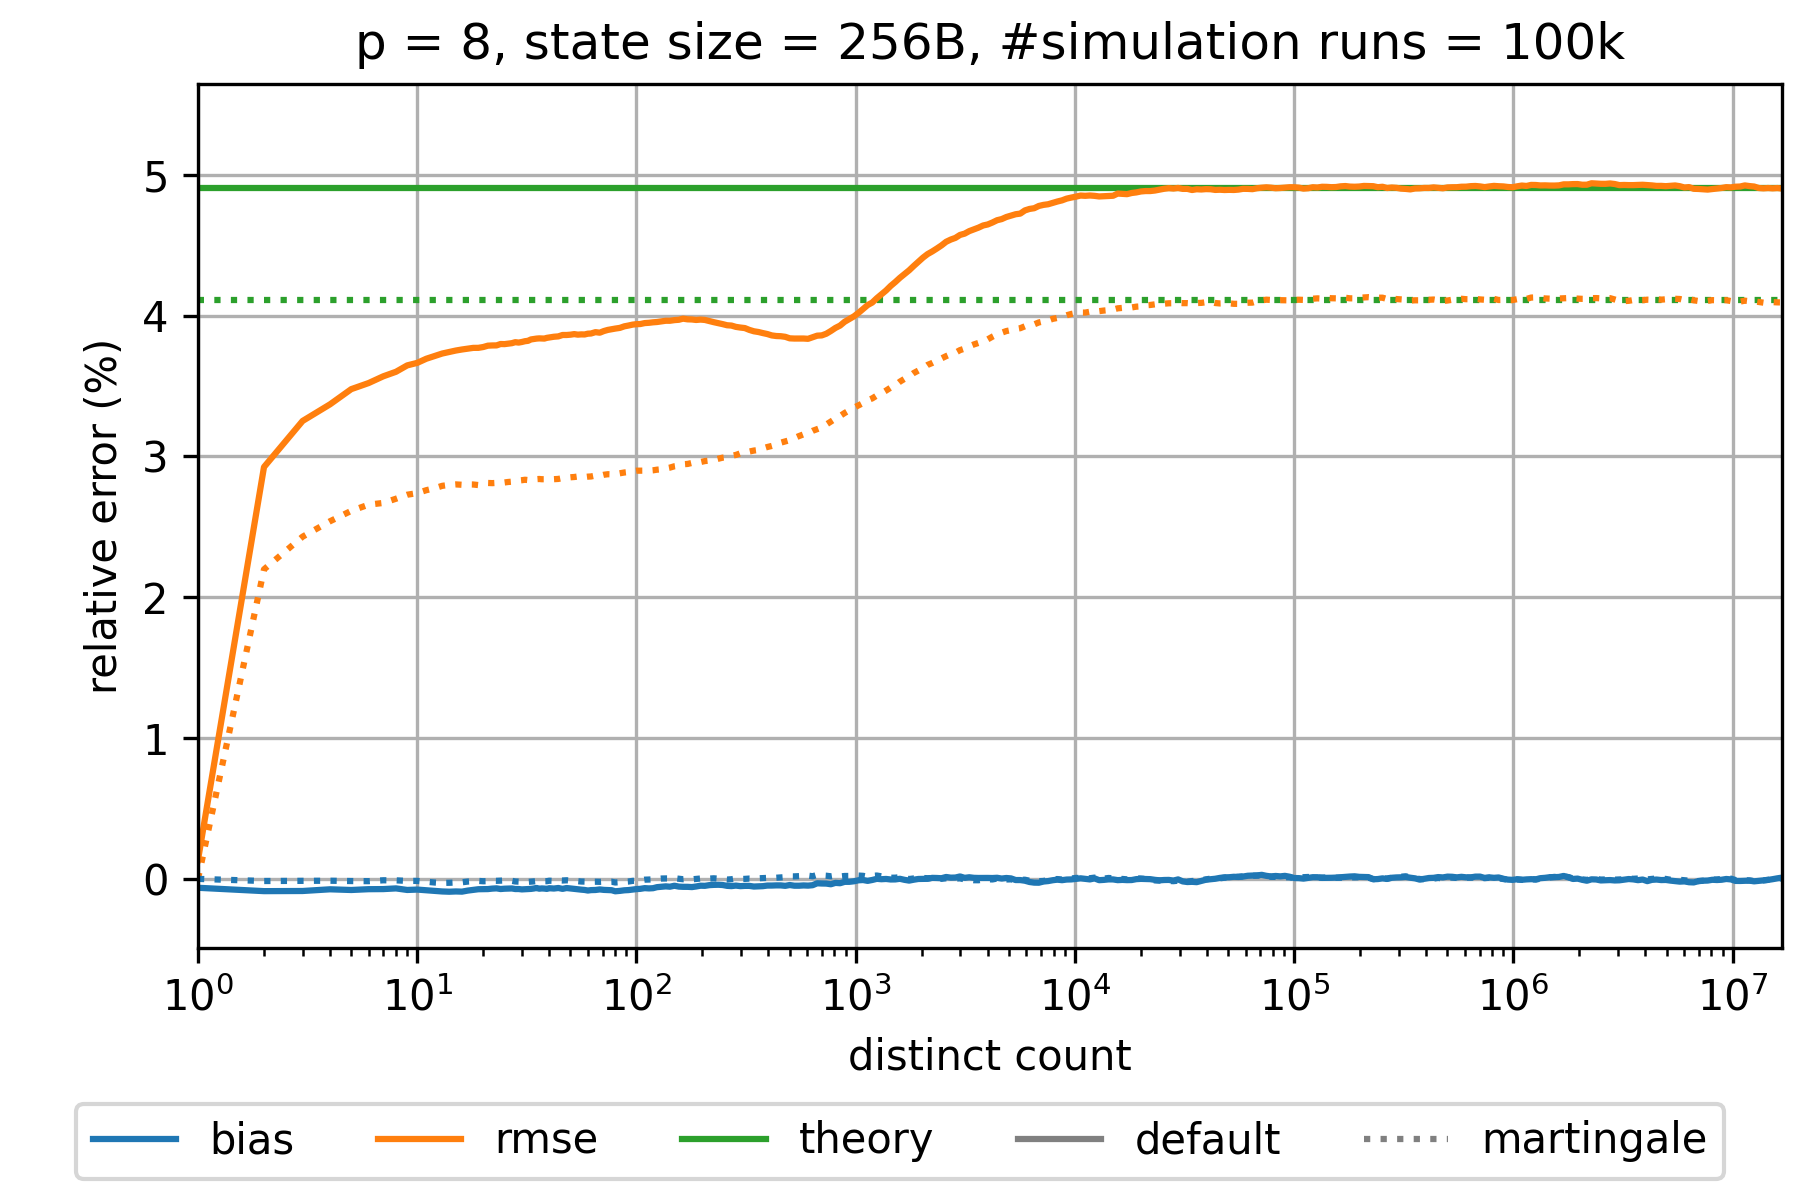 p = 8, state size = 256B, #simulation runs = 100k
relative error (%)
5
4
3
2
1
0
10⁰ 10¹ 10² 10³ 10⁴ 10⁵ 10⁶ 10⁷
distinct count
bias rmse theory default martingale